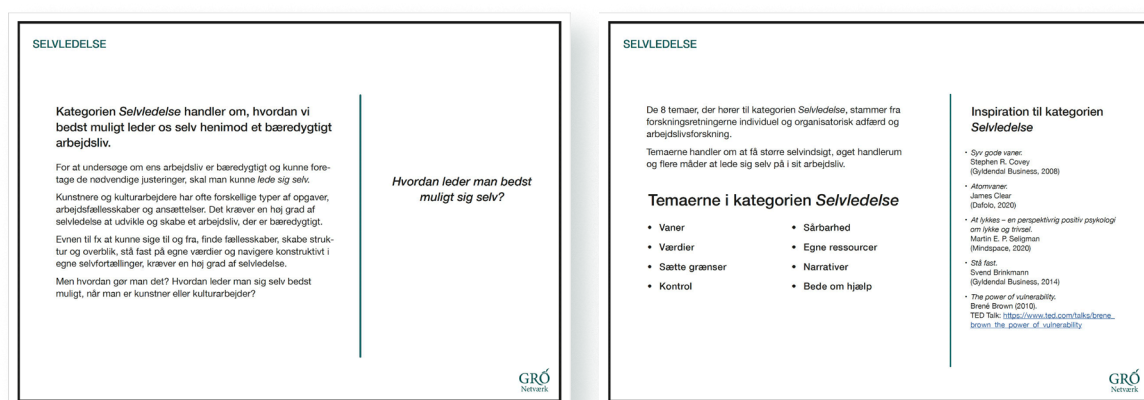 SELVLEDELSE
Kategorien Selvledelse handler om, hvordan vi
bedst muligt leder os selv henimod et bæredygtigt
arbejdsliv.
For at undersøge om ens arbejdsliv er bæredygtigt og kunne fore-
tage de nødvendige justeringer, skal man kunne lede sig selv.
Kunstnere og kulturarbejdere har ofte forskellige typer af opgaver,
arbejdsfællesskaber og ansættelser. Det kræver en høj grad af
selvledelse at udvikle og skabe et arbejdsliv, der er bæredygtigt.
Evnen til fx at kunne sige til og fra, finde fællesskaber, skabe struk-
tur og overblik, stå fast på egne værdier og navigere konstruktivt i
egne selvfortællinger, kræver en høj grad af selvledelse.
Men hvordan gør man det? Hvordan leder man sig selv bedst
muligt, når man er kunstner eller kulturarbejder?
Hvordan leder man bedst
muligt sig selv?
GRÓ
Netværk
SELVLEDELSE
De 8 temaer, der hører til kategorien Selvledelse, stammer fra
forskningsretningerne individuel og organisatorisk adfærd og
arbejdslivsforskning.
Temaerne handler om at få større selvindsigt, øget handlerum
og flere måder at lede sig selv på i sit arbejdsliv.
Temaerne i kategorien Selvledelse
• Vaner
• Værdier
• Sætte grænser
• Kontrol
• Sårbarhed
• Egne ressourcer
• Narrativer
• Bede om hjælp
Inspiration til kategorien
Selvledelse
• Syv gode vaner.
Stephen R. Covey
(Gyldendal Business, 2008)
• Atomvaner.
James Clear
(Dafolo, 2020)
• At lykkes – en perspektivrig positiv psykologi
om lykke og trivsel.
Martin E. P. Seligman
(Mindspace, 2020)
• Stå fast.
Svend Brinkmann
(Gyldendal Business, 2014)
• The power of vulnerability.
Brené Brown (2010).
TED Talk: https://www.ted.com/talks/brene_
brown_the_power_of_vulnerability
GRÓ
Netværk